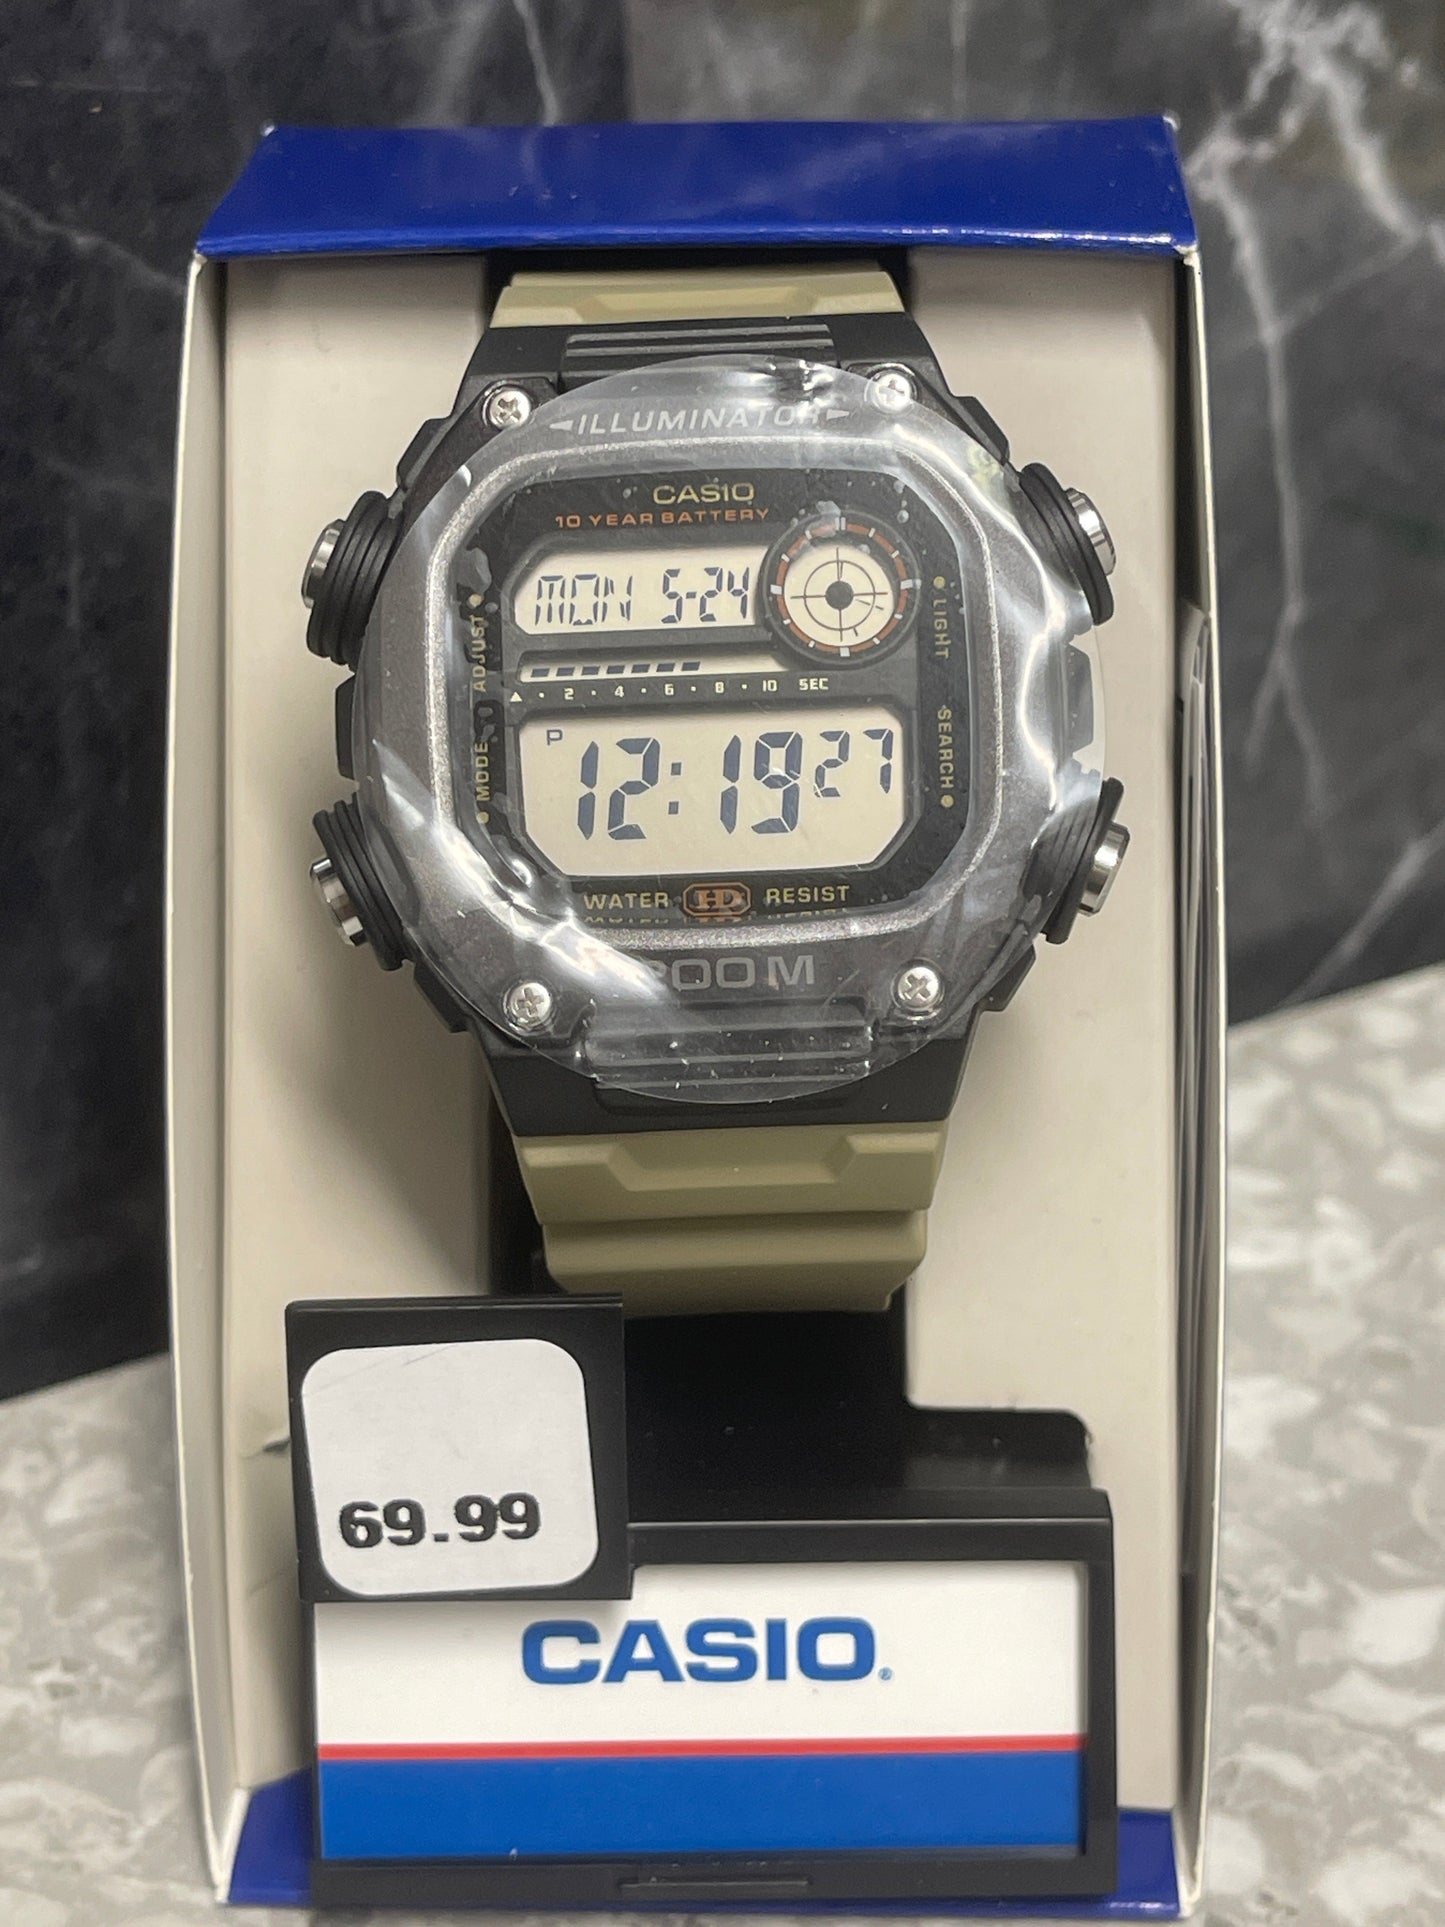 ILLUMINATOR
CASIO
10 YEAR BATTERY
MON 5-24
ADJUST
LIGHT
2 4 6 8 10 SEC
MODE
SEARCH
P 12:19 27
WATER HD RESIST
200M
69.99
CASIO®